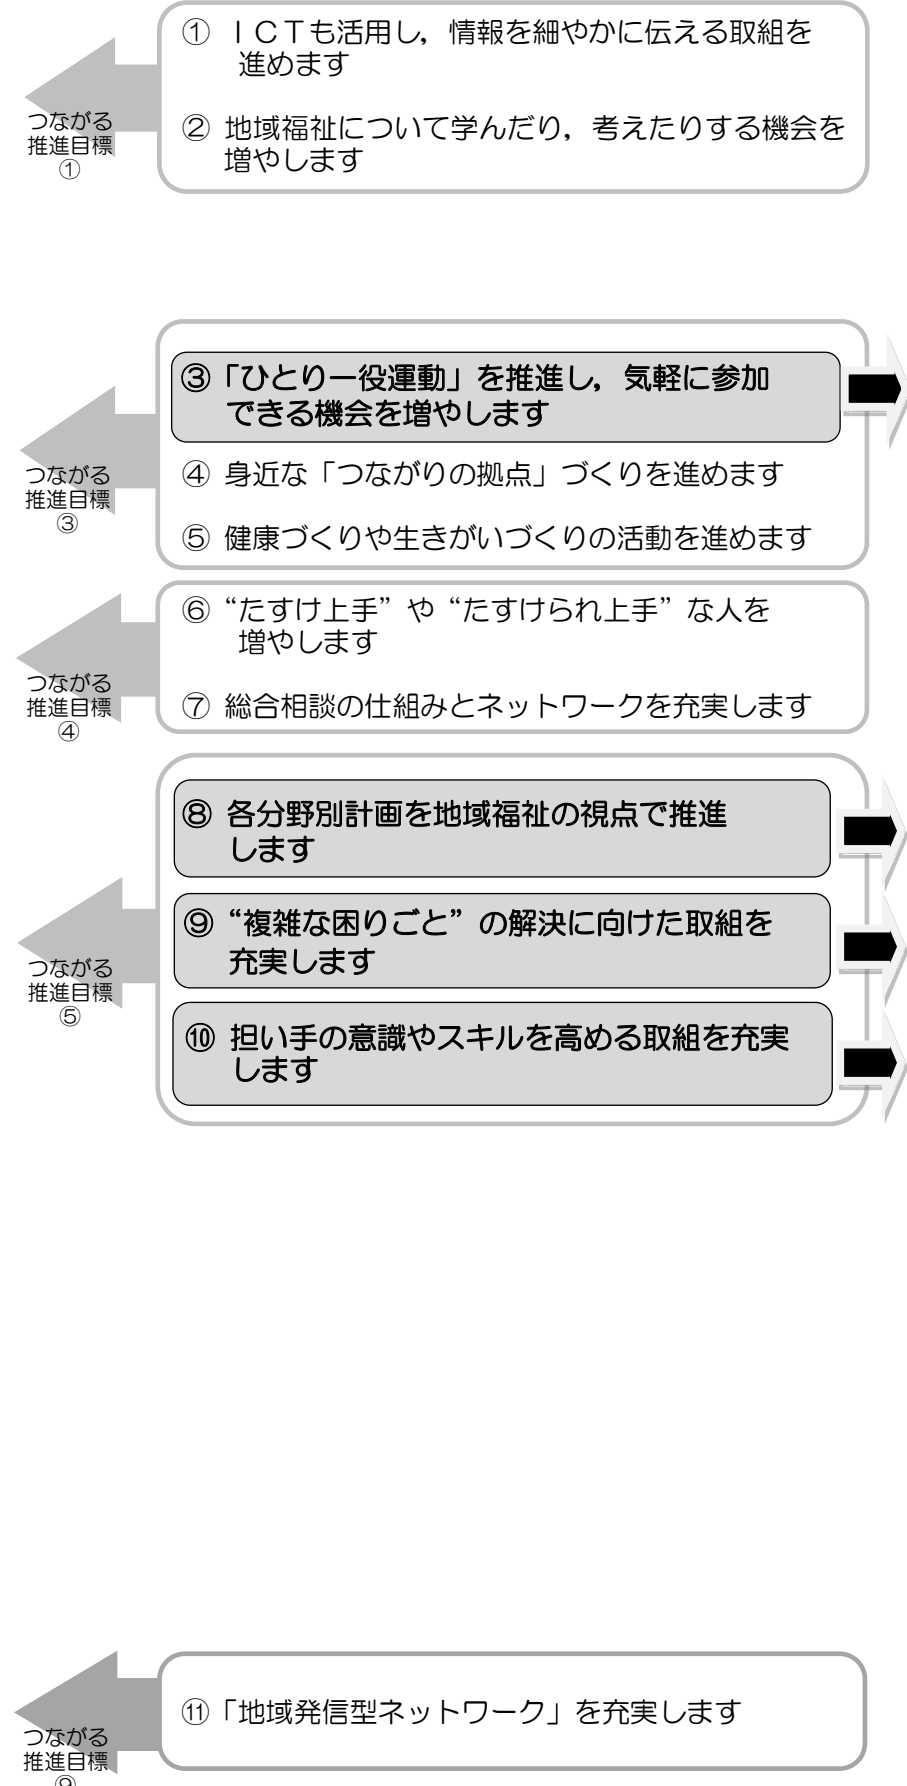 ① ＩＣＴも活用し，情報を細やかに伝える取組を
進めます
② 地域福祉について学んだり，考えたりする機会を
増やします
つながる
推進目標
①
③「ひとり一役運動」を推進し，気軽に参加
できる機会を増やします
④ 身近な「つながりの拠点」づくりを進めます
⑤ 健康づくりや生きがいづくりの活動を進めます
つながる
推進目標
③
⑥ “たすけ上手”や“たすけられ上手”な人を
増やします
⑦ 総合相談の仕組みとネットワークを充実します
つながる
推進目標
④
⑧ 各分野別計画を地域福祉の視点で推進
します
⑨ “複雑な困りごと”の解決に向けた取組を
充実します
⑩ 担い手の意識やスキルを高める取組を充実
します
つながる
推進目標
⑤
⑪「地域発信型ネットワーク」を充実します
つながる
推進目標